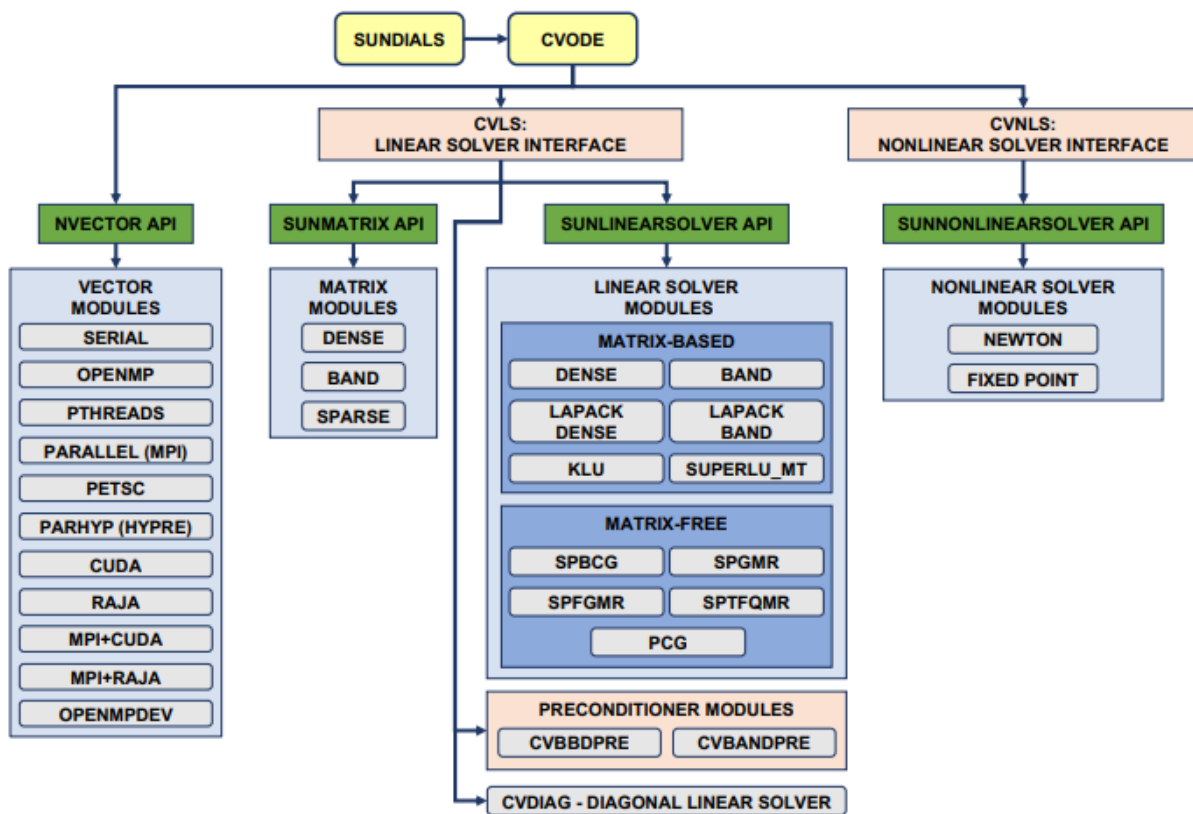 SUNDIALS
CVODE
CVLS:
LINEAR SOLVER INTERFACE
CVNLS:
NONLINEAR SOLVER INTERFACE
NVECTOR API
SUNMATRIX API
SUNLINEARSOLVER API
SUNNONLINEARSOLVER API
VECTOR
MODULES
SERIAL
OPENMP
PTHREADS
PARALLEL (MPI)
PETSC
PARHYP (HYPRE)
CUDA
RAJA
MPI+CUDA
MPI+RAJA
OPENMPDEV
MATRIX
MODULES
DENSE
BAND
SPARSE
LINEAR SOLVER
MODULES
MATRIX-BASED
DENSE
BAND
LAPACK
DENSE
LAPACK
BAND
KLU
SUPERLU_MT
MATRIX-FREE
SPBCG
SPGMR
SPFGMR
SPTFQMR
PCG
PRECONDITIONER MODULES
CVBBDPRE
CVBANDPRE
CVDIAG - DIAGONAL LINEAR SOLVER
NONLINEAR SOLVER
MODULES
NEWTON
FIXED POINT